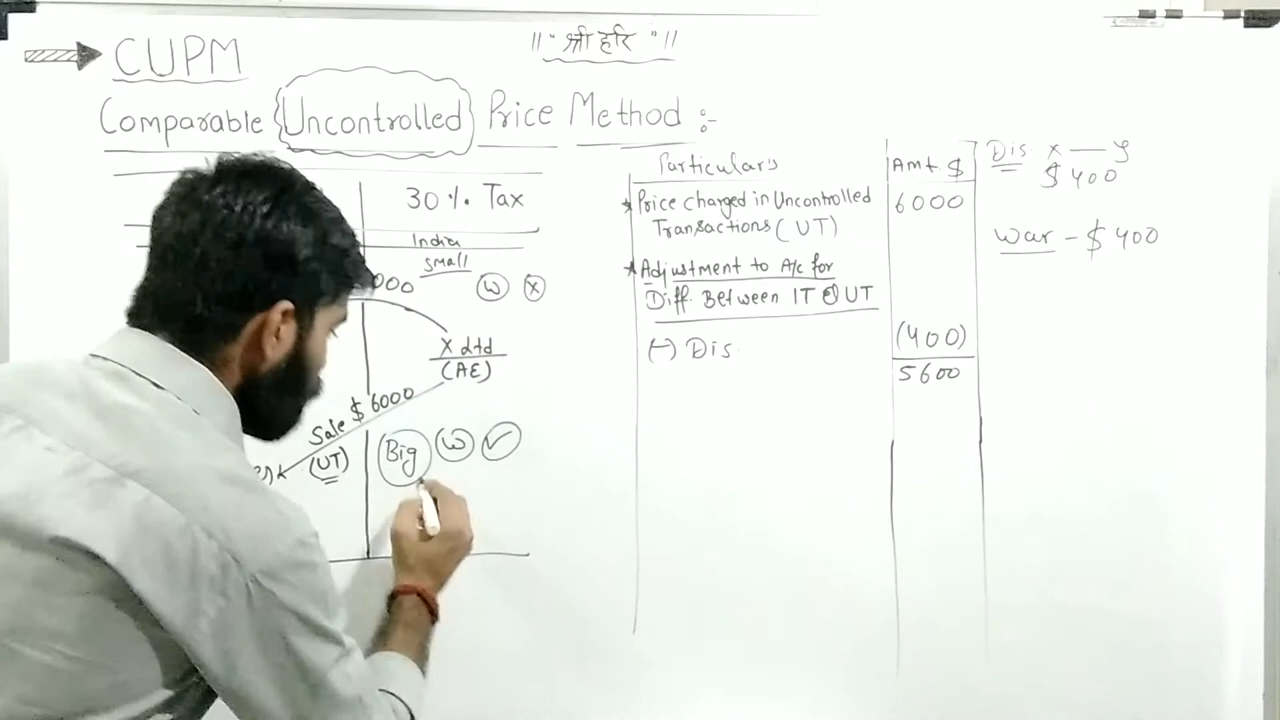 || " श्री हरि " ||
CUPM
Comparable Uncontrolled Price Method :-
30 % Tax
India
Small
000
W X
X Ltd
(AE)
Sale $ 6000
(UT)
Big W ✓
Particulars Amt. $
* Price charged in Uncontrolled 6000
Transactions (UT)
* Adjustment to A/c for
Diff. Between IT & UT
(-) Dis. (400)
5600
Dis X — Y
$ 400
War - $ 400